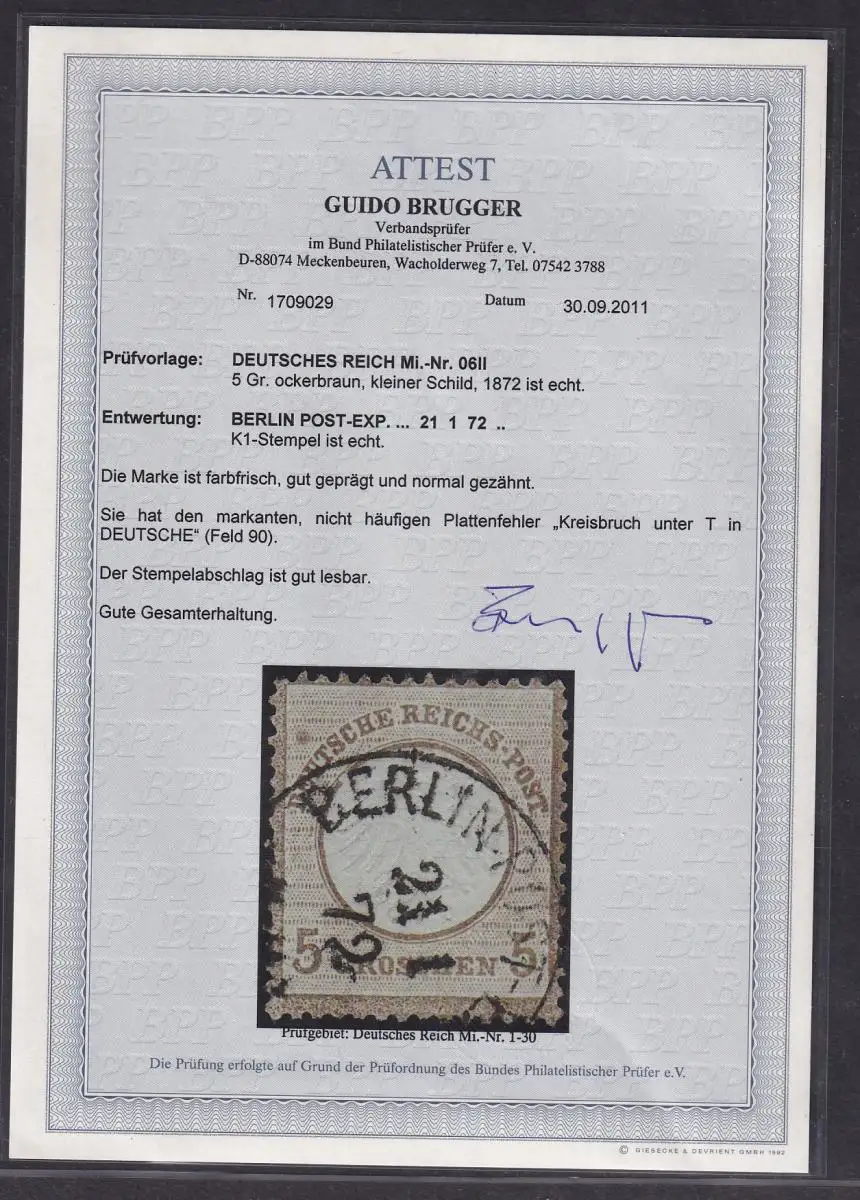 ATTEST
GUIDO BRUGGER
Verbandsprüfer
im Bund Philatelistischer Prüfer e. V.
D-88074 Meckenbeuren, Wacholderweg 7, Tel. 07542 3788
Nr. 1709029 Datum 30.09.2011
Prüfvorlage: DEUTSCHES REICH Mi.-Nr. 06II
5 Gr. ockerbraun, kleiner Schild, 1872 ist echt.
Entwertung: BERLIN POST-EXP. ... 21 1 72 ..
K1-Stempel ist echt.
Die Marke ist farbfrisch, gut geprägt und normal gezähnt.
Sie hat den markanten, nicht häufigen Plattenfehler „Kreisbruch unter T in
DEUTSCHE“ (Feld 90).
Der Stempelabschlag ist gut lesbar.
Gute Gesamterhaltung.
DEUTSCHE REICHS-POST
BERLIN
21 1
72
5 GROSCHEN 5
Prüfgebiet: Deutsches Reich Mi.-Nr. 1-30
Die Prüfung erfolgte auf Grund der Prüfordnung des Bundes Philatelistischer Prüfer e.V.
© GIESECKE & DEVRIENT GMBH 1992